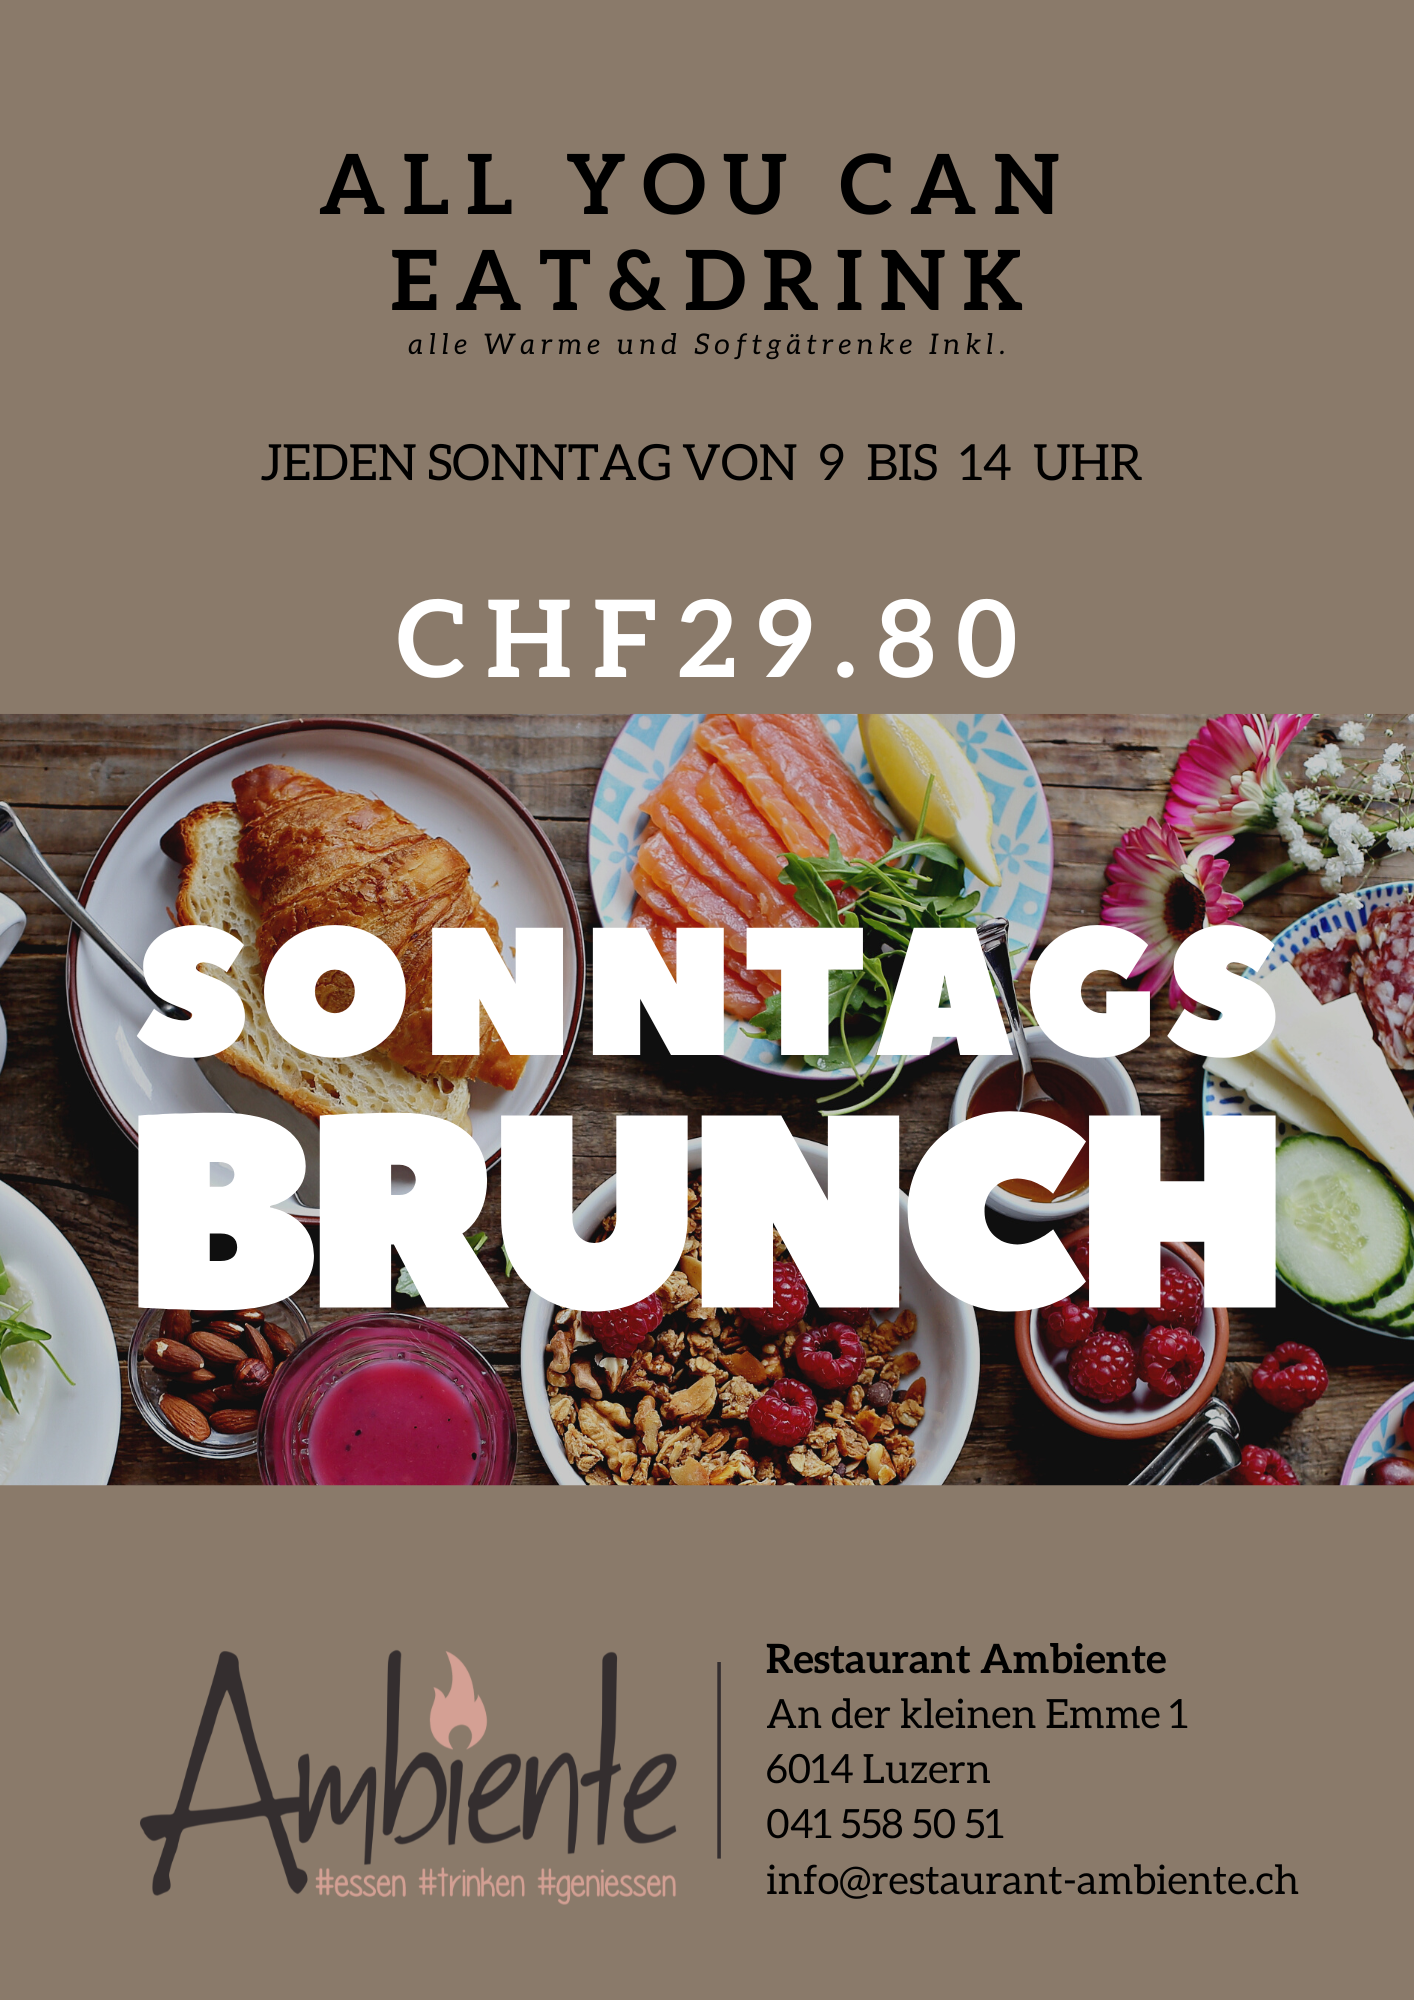 ALL YOU CAN
EAT&DRINK
alle Warme und Softgätrenke Inkl.
JEDEN SONNTAG VON 9 BIS 14 UHR
CHF29.80
SONNTAGS
BRUNCH
Ambiente
#essen #trinken #geniessen
Restaurant Ambiente
An der kleinen Emme 1
6014 Luzern
041 558 50 51
info@restaurant-ambiente.ch